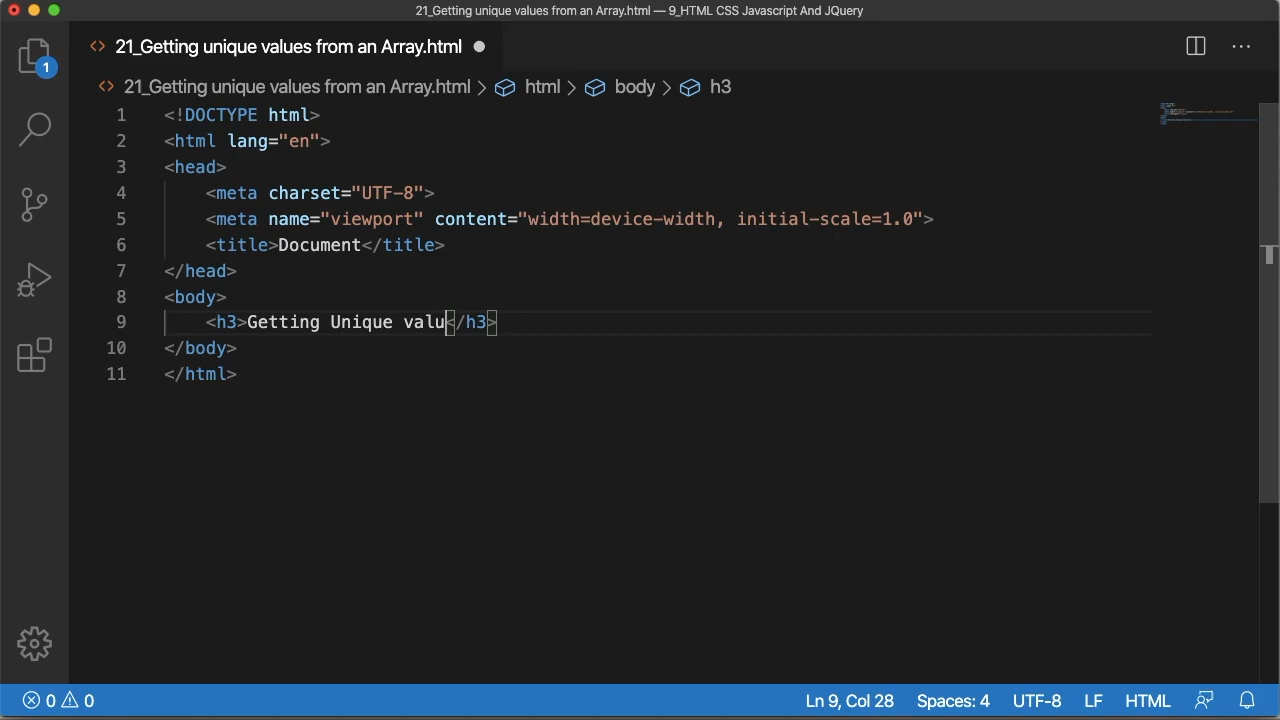 21_Getting unique values from an Array.html — 9_HTML CSS Javascript And JQuery
21_Getting unique values from an Array.html
1
21_Getting unique values from an Array.html > html > body > h3
1 <!DOCTYPE html>
2 <html lang="en">
3 <head>
4 <meta charset="UTF-8">
5 <meta name="viewport" content="width=device-width, initial-scale=1.0">
6 <title>Document</title>
7 </head>
8 <body>
9 <h3>Getting Unique valu</h3>
10 </body>
11 </html>
0 0 Ln 9, Col 28 Spaces: 4 UTF-8 LF HTML